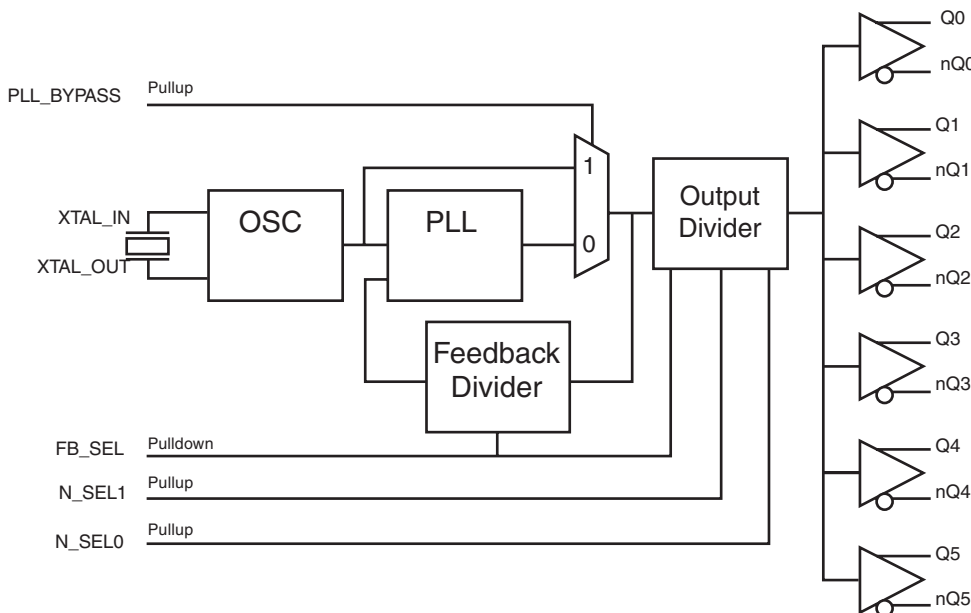 Q0
nQ0
PLL_BYPASS
Pullup
Q1
nQ1
1
0
XTAL_IN
XTAL_OUT
OSC
PLL
Output
Divider
Q2
nQ2
Feedback
Divider
Q3
nQ3
FB_SEL
Pulldown
N_SEL1
Pullup
N_SEL0
Pullup
Q4
nQ4
Q5
nQ5